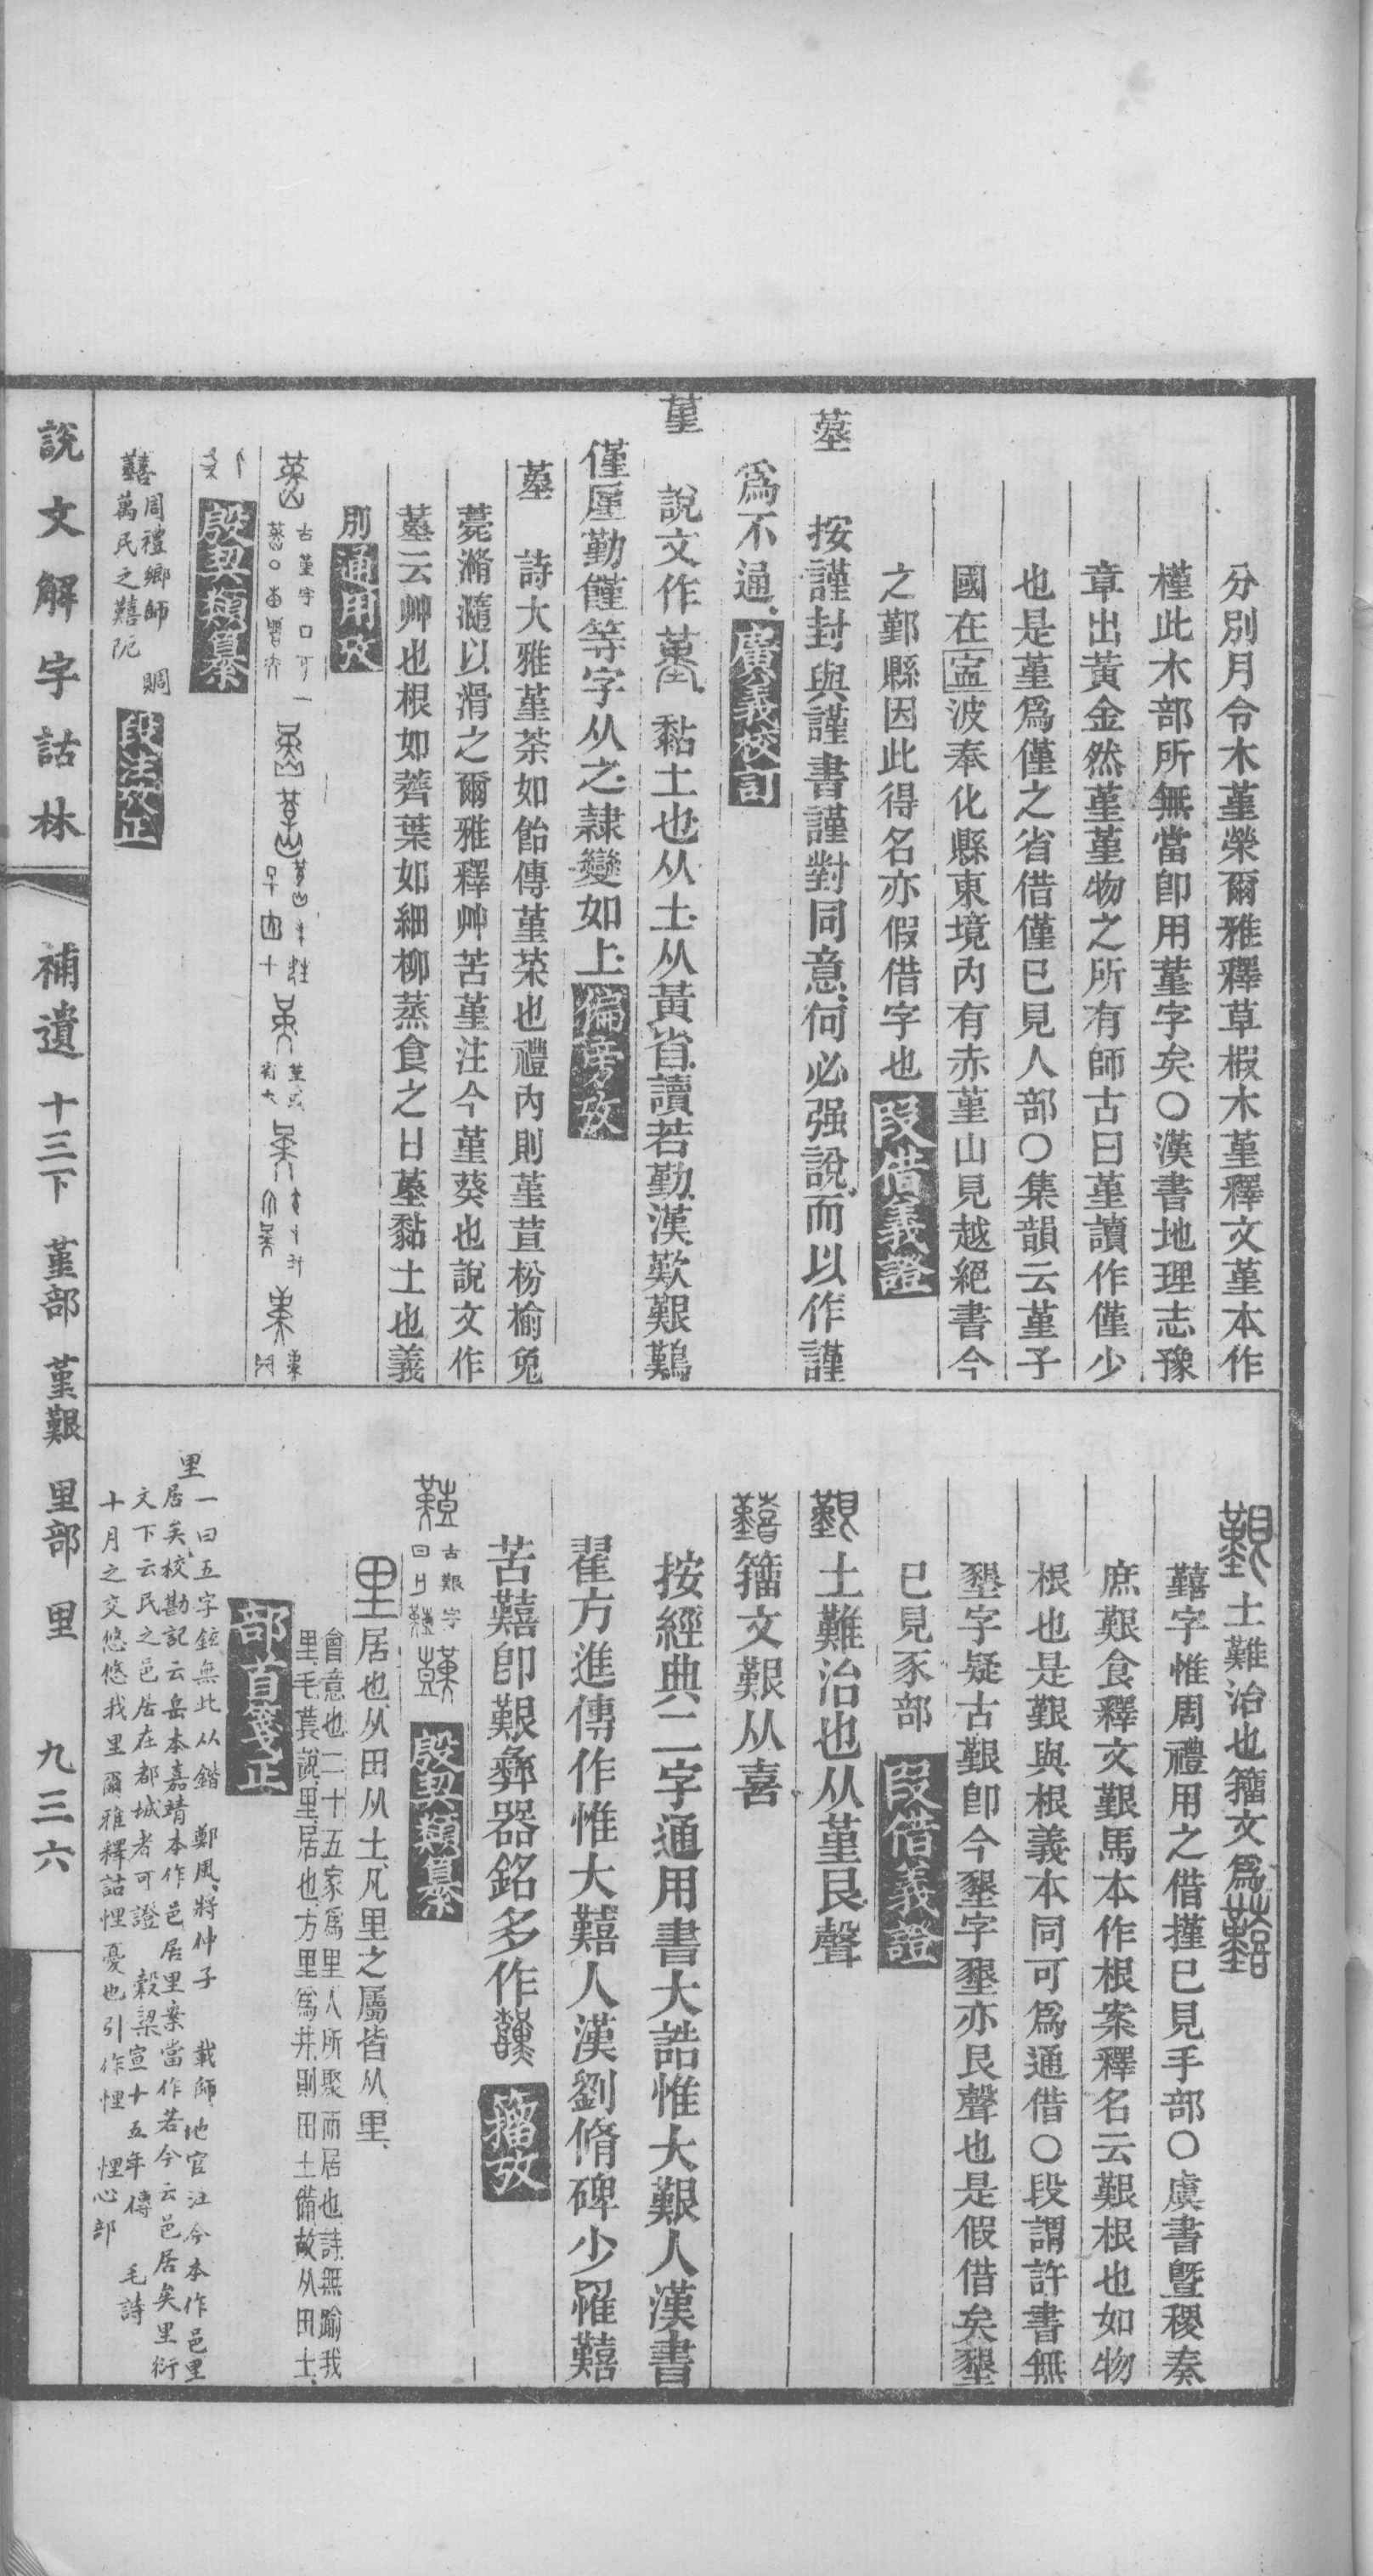 分別月令木堇榮爾雅釋草椵木堇釋文堇本作
槿此木部所無當卽用蓳字矣〇漢書地理志豫
章出黃金然堇堇物之所有師古曰堇讀作僅少
也是堇爲僅之省借僅已見人部〇集韻云堇子
國在寍波奉化縣東境內有赤堇山見越絕書今
之鄞縣因此得名亦假借字也 段借義證
墓 按謹封與謹書謹對同意何必强說而以作謹
爲不通 廣義校訂
堇 說文作 黏土也从土从黃省讀若勤漢歎艱鷬
僅厪勤饉等字从之隸變如上 偏旁攷
 詩大雅堇荼如飴傳堇菜也禮內則堇荁枌榆兔
薨滫瀡以滑之爾雅釋艸苦堇注今堇葵也說文作
云艸也根如薺葉如細柳蒸食之甘 黏土也義
別 通用攷
古堇字
殷契類纂
囏周禮鄉師賙
萬民之囏阨 段注攷正
艱土難治也籀文爲囏
囏字惟周禮用之借墐已見手部〇虞書暨稷奏
庶艱食釋文艱馬本作根案釋名云艱根也如物
根也是艱與根義本同可爲通借〇段謂許書無
墾字疑古艱卽今墾字墾亦艮聲也是假借矣墾
已見豕部 段借義證
艱土難治也从堇艮聲
囏籀文艱从喜
按經典二字通用書大誥惟大艱人漢書
翟方進傳作惟大囏人漢劉脩碑少罹囏
苦囏卽艱彝器銘多作 擂攷
古艱字 殷契類纂
里居也从田从土凡里之屬皆从里
會意也二十五家爲里人所聚而居也詩無踰我
里毛萇說里居也方里爲井則田土備故从田土
部首箋正
里一曰五字鉉無此从鍇 鄭風將仲子 載師地官注今本作邑里
居矣校勘記云岳本嘉靖本作邑居里案當作若今云邑居矣里衍
文下云民之邑居在都城者可證 穀梁宣十五年傳 毛詩
十月之交悠悠我里爾雅釋詁悝憂也引作悝 悝心部
說文解字詁林 補遺 十三下 堇部 堇艱 里部 里 九三六